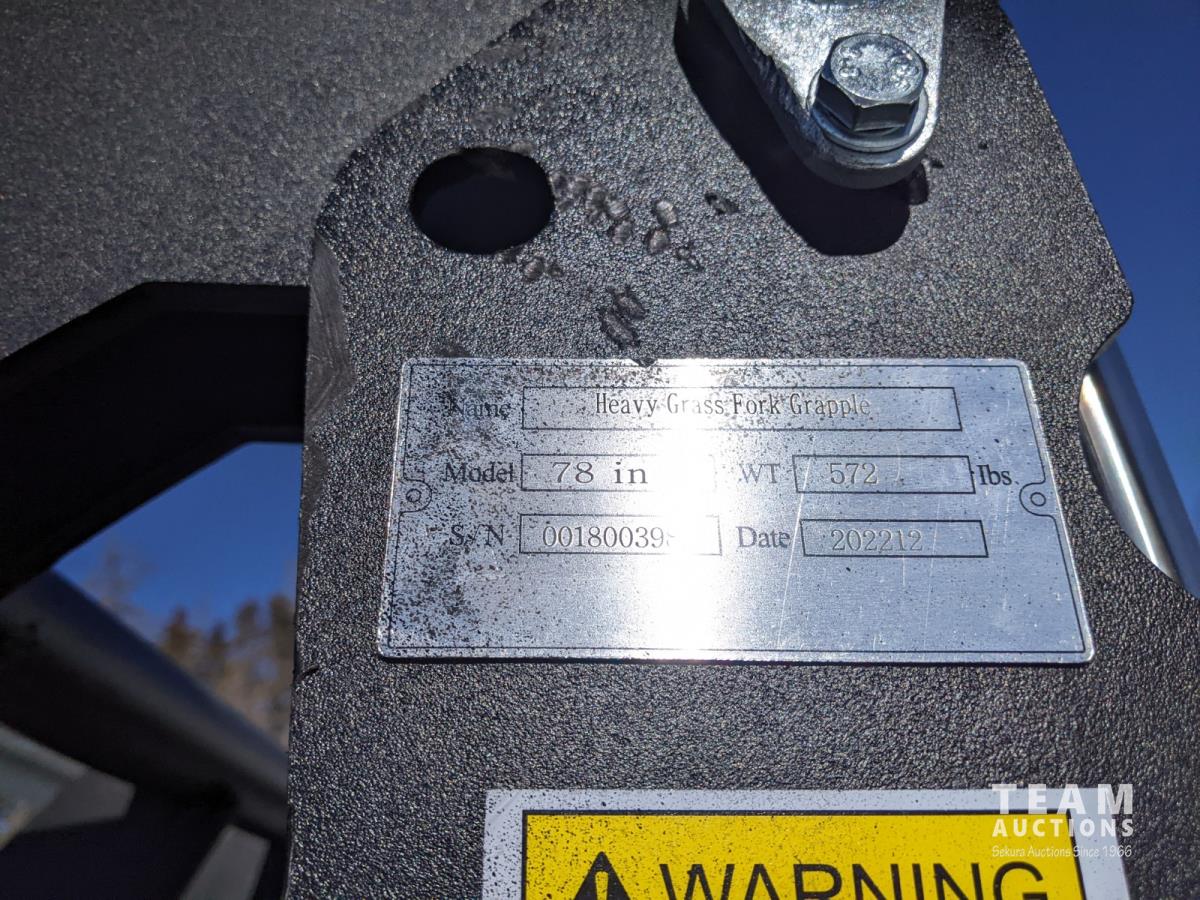 Name Heavy Grass Fork Grapple
Model 78 in WT 572 lbs.
S/N Date 202212
WARNING
TEAM
AUCTIONS
Sekura Auctions Since 1966